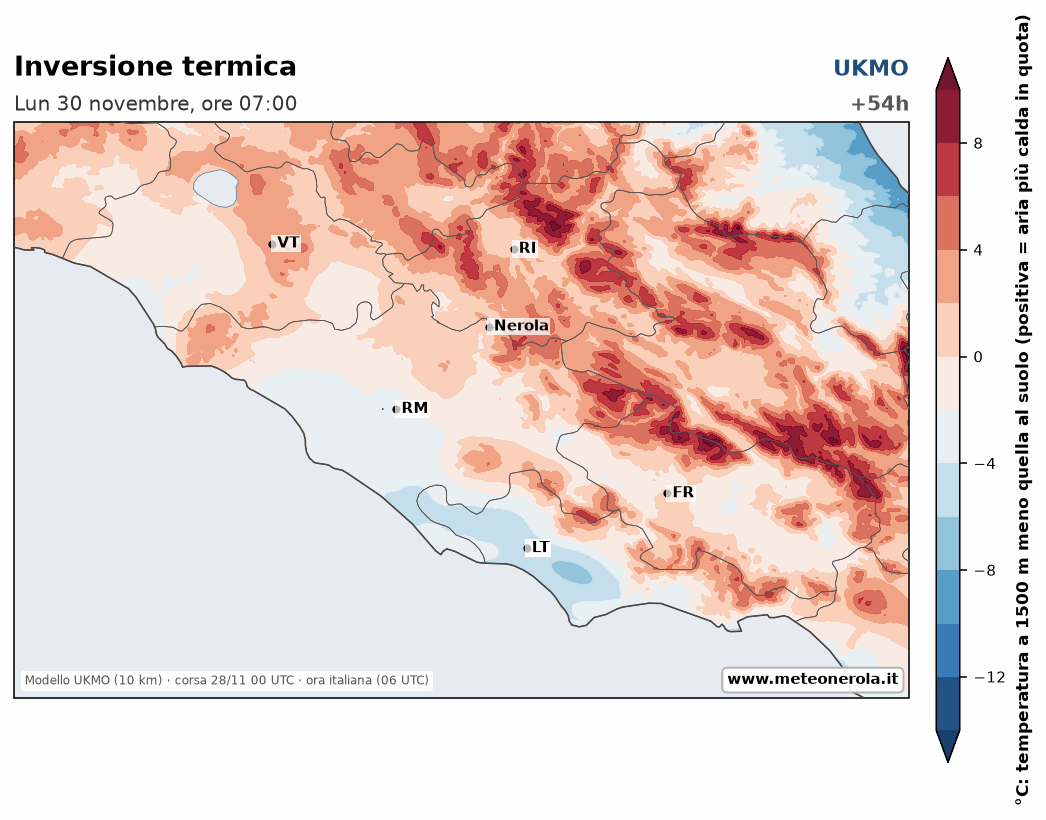 Inversione termica
UKMO
Lun 30 novembre, ore 07:00
+54h
VT
RI
Nerola
RM
FR
LT
Modello UKMO (10 km) · corsa 28/11 00 UTC · ora italiana (06 UTC)
www.meteonerola.it
8
4
0
−4
−8
−12
°C: temperatura a 1500 m meno quella al suolo (positiva = aria più calda in quota)